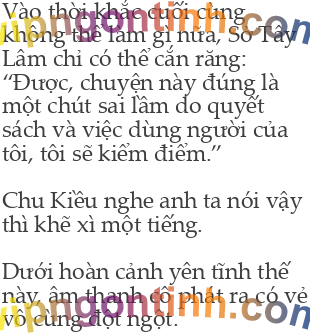 Vào thời khắc cuối cùng
không thể làm gì nữa, Sở Tây
Lâm chỉ có thể cắn răng:
“Được, chuyện này đúng là
một chút sai lầm do quyết
sách và việc dùng người của
tôi, tôi sẽ kiểm điểm.”
Chu Kiều nghe anh ta nói vậy
thì khẽ xì một tiếng.
Dưới hoàn cảnh yên tĩnh thế
này, âm thanh cô phát ra có vẻ
vô cùng đột ngột.
vipngontinh.com
vipngontinh.com